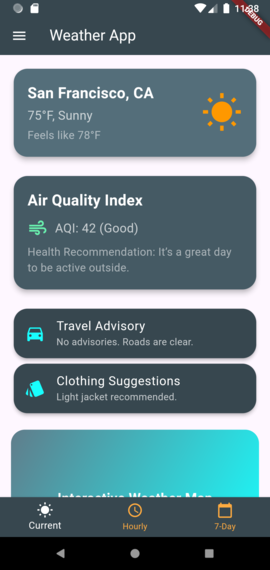 11:38
DEBUG
Weather App
San Francisco, CA
75°F, Sunny
Feels like 78°F
Air Quality Index
AQI: 42 (Good)
Health Recommendation: It's a great day
to be active outside.
Travel Advisory
No advisories. Roads are clear.
Clothing Suggestions
Light jacket recommended.
Interactive Weather Map
Current
Hourly
7-Day